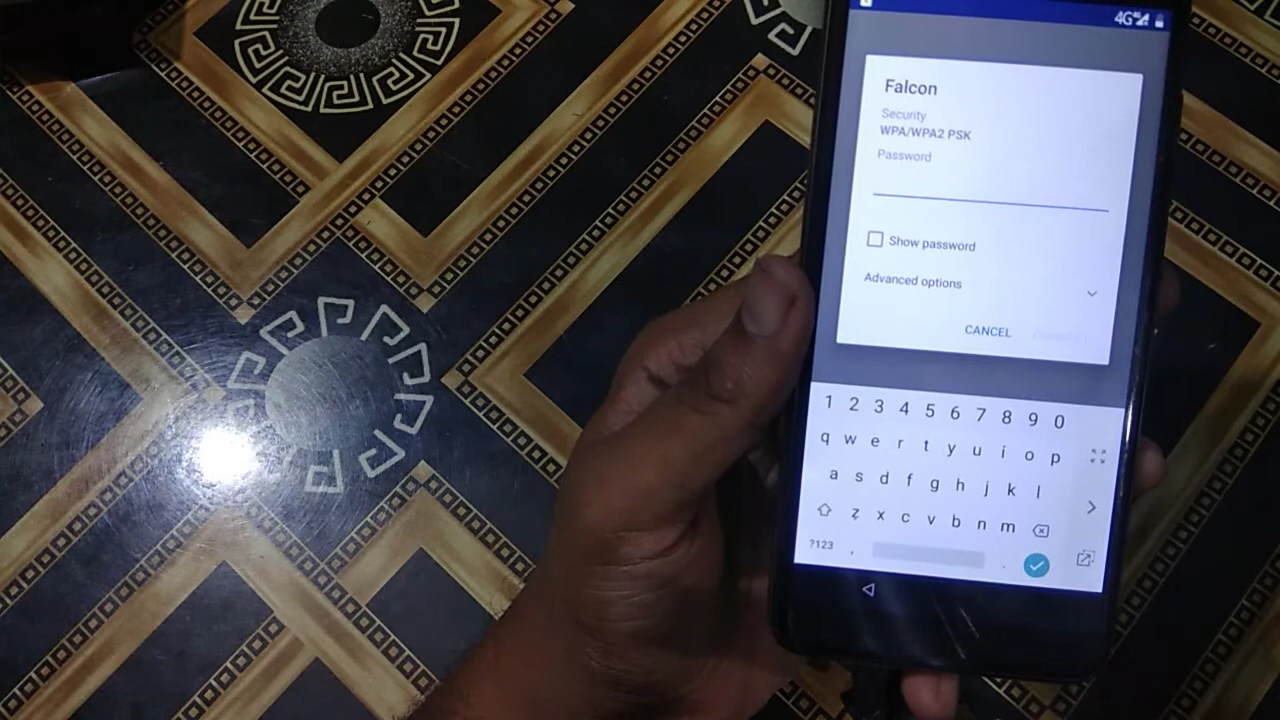 4G
Falcon
Security
WPA/WPA2 PSK
Password
Show password
Advanced options
CANCEL
1 2 3 4 5 6 7 8 9 0
q w e r t y u i o p
a s d f g h j k l
z x c v b n m
?123 , .